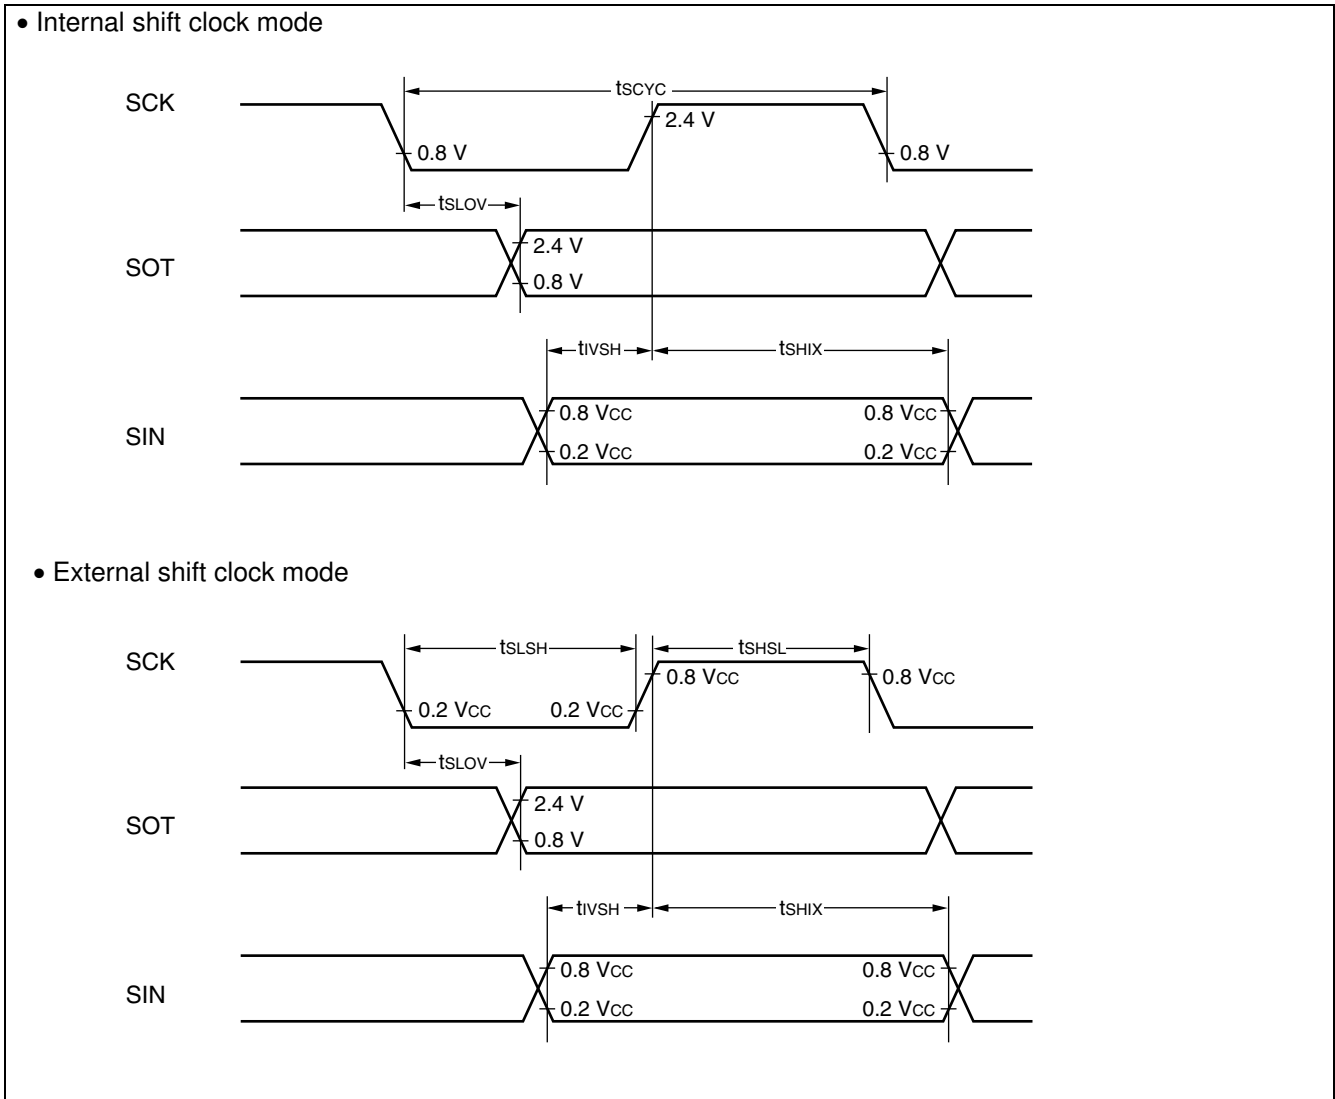 • Internal shift clock mode
tSCYC
SCK
2.4 V
0.8 V
0.8 V
tSLOV
2.4 V
SOT
0.8 V
tIVSH
tSHIX
0.8 VCC
0.8 VCC
SIN
0.2 VCC
0.2 VCC
• External shift clock mode
tSLSH
tSHSL
SCK
0.8 VCC
0.8 VCC
0.2 VCC
0.2 VCC
tSLOV
2.4 V
SOT
0.8 V
tIVSH
tSHIX
0.8 VCC
0.8 VCC
SIN
0.2 VCC
0.2 VCC